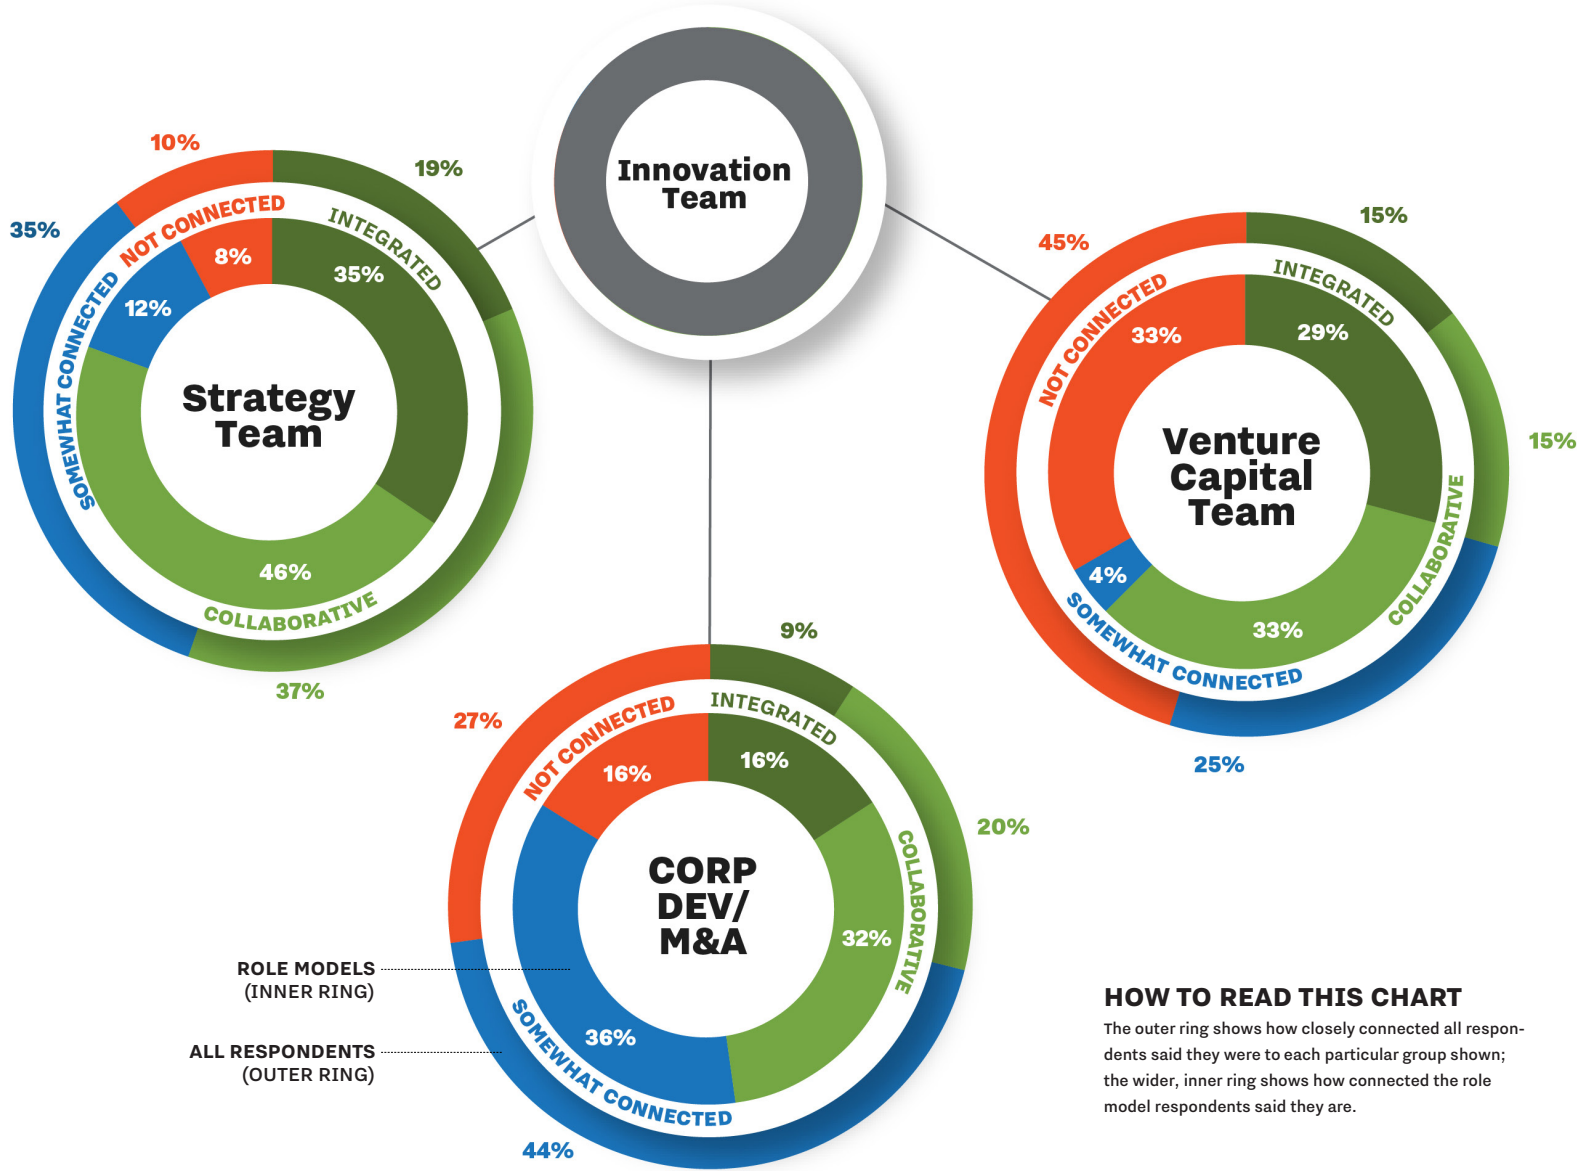 Innovation
Team
10%
19%
35%
37%
NOT CONNECTED
INTEGRATED
SOMEWHAT CONNECTED
COLLABORATIVE
8%
35%
12%
46%
Strategy
Team
45%
15%
15%
25%
NOT CONNECTED
INTEGRATED
COLLABORATIVE
SOMEWHAT CONNECTED
33%
29%
4%
33%
Venture
Capital
Team
9%
27%
20%
44%
NOT CONNECTED
INTEGRATED
COLLABORATIVE
SOMEWHAT CONNECTED
16%
16%
32%
36%
CORP
DEV/
M&A
ROLE MODELS
(INNER RING)
ALL RESPONDENTS
(OUTER RING)
HOW TO READ THIS CHART
The outer ring shows how closely connected all respon-
dents said they were to each particular group shown;
the wider, inner ring shows how connected the role
model respondents said they are.